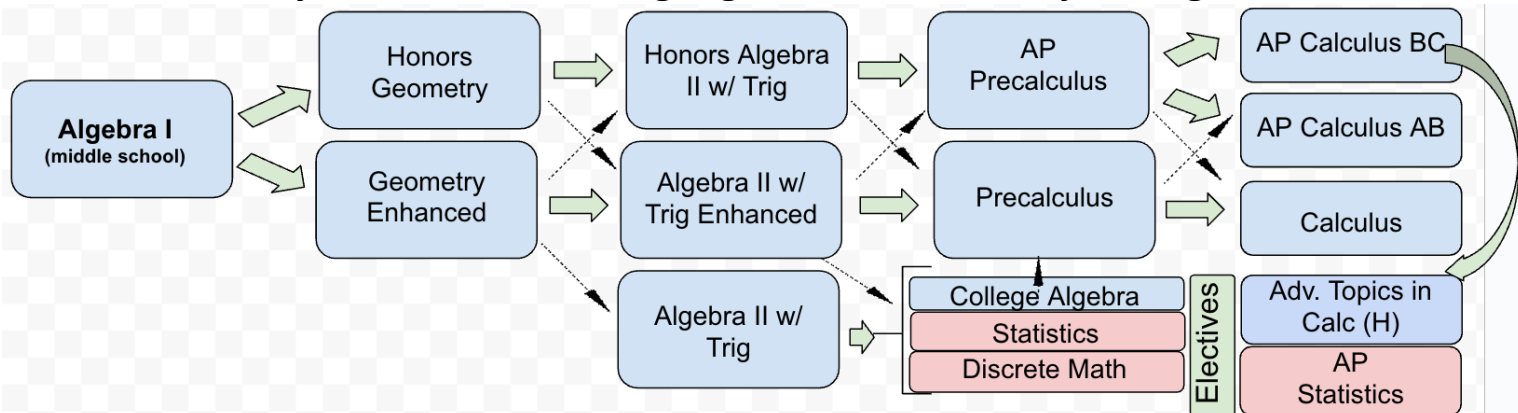 Algebra I
(middle school)
Honors
Geometry
Geometry
Enhanced
Honors Algebra
II w/ Trig
Algebra II w/
Trig Enhanced
Algebra II w/
Trig
AP
Precalculus
Precalculus
College Algebra
Statistics
Discrete Math
Electives
AP Calculus BC
AP Calculus AB
Calculus
Adv. Topics in
Calc (H)
AP
Statistics